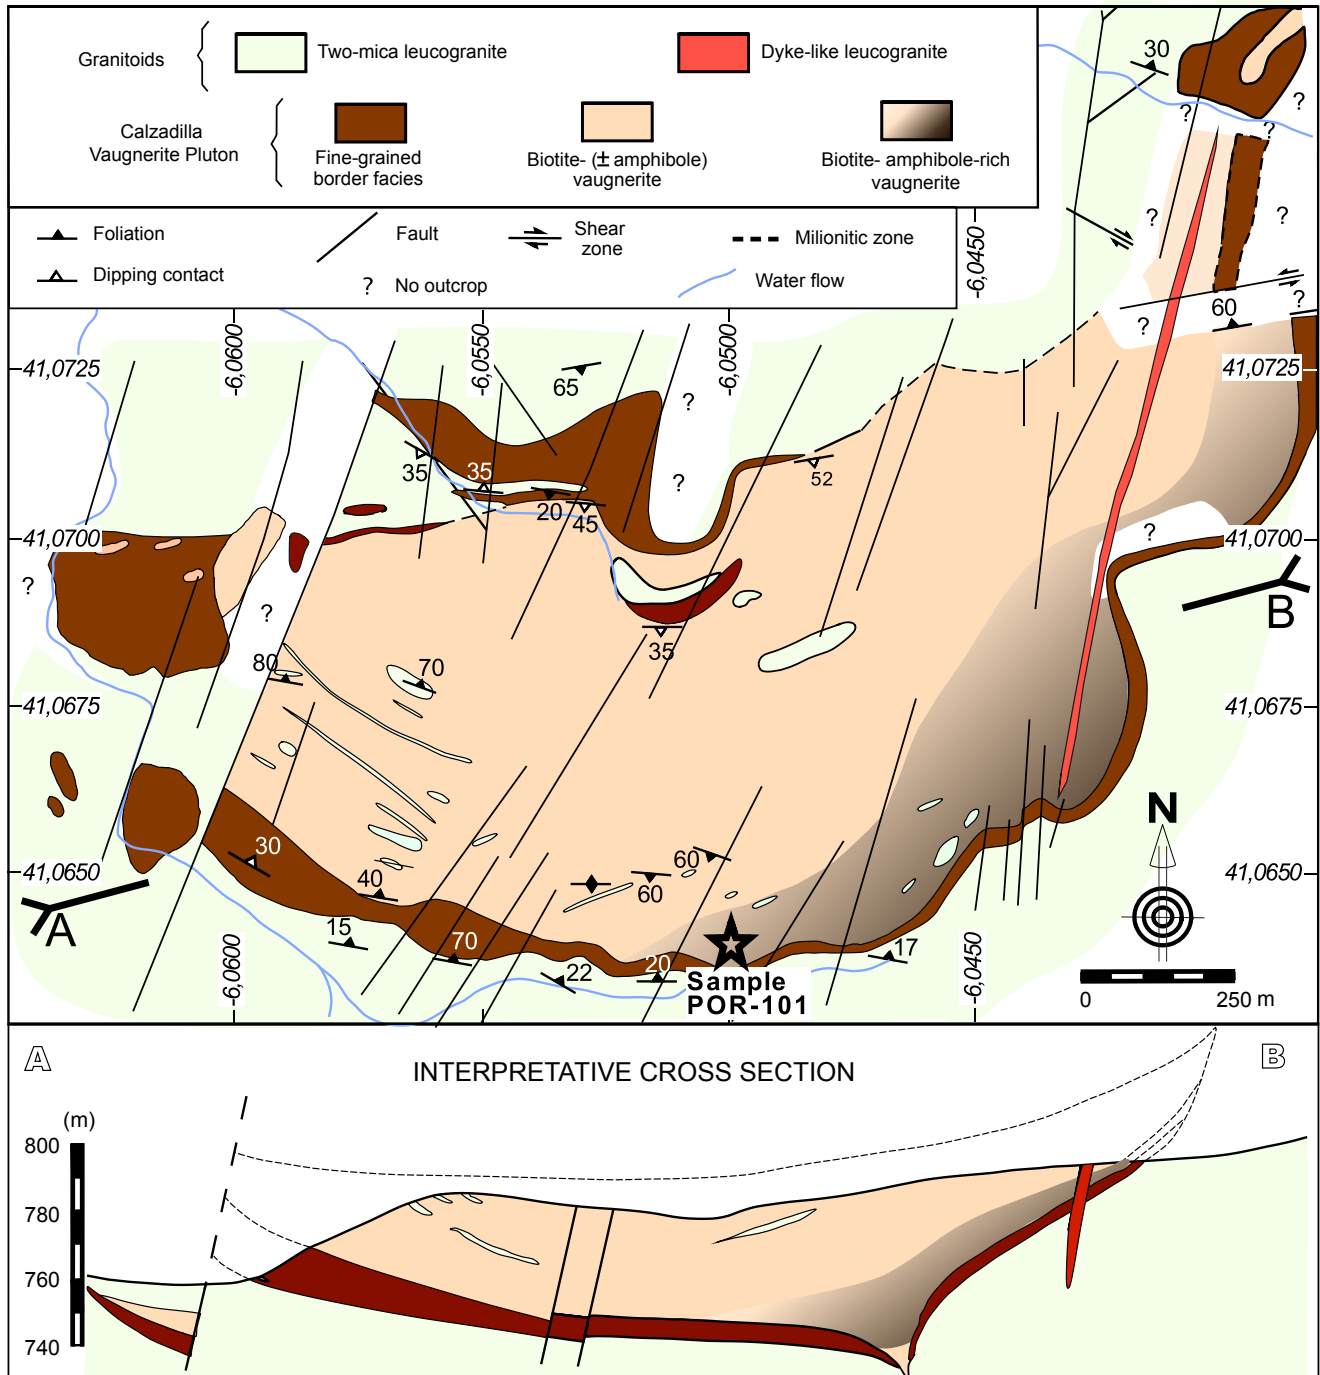 Granitoids
Two-mica leucogranite
Dyke-like leucogranite
Calzadilla
Vaugnerite Pluton
Fine-grained
border facies
Biotite- (± amphibole)
vaugnerite
Biotite- amphibole-rich
vaugnerite
Foliation
Fault
Shear
zone
Milionitic zone
Dipping contact
? No outcrop
Water flow
30
?
?
?
?
?
?
?
?
60
-6,0600
-6,0550
-6,0500
-6,0450
41,0725
41,0725
65
?
35
35
?
52
20
45
41,0700
?
41,0700
?
?
B
35
80
70
41,0675
41,0675
N
30
60
41,0650
40
60
41,0650
A
15
70
22
20
17
Sample
POR-101
-6,0600
-6,0450
0
250 m
A
INTERPRETATIVE CROSS SECTION
B
(m)
800
780
760
740